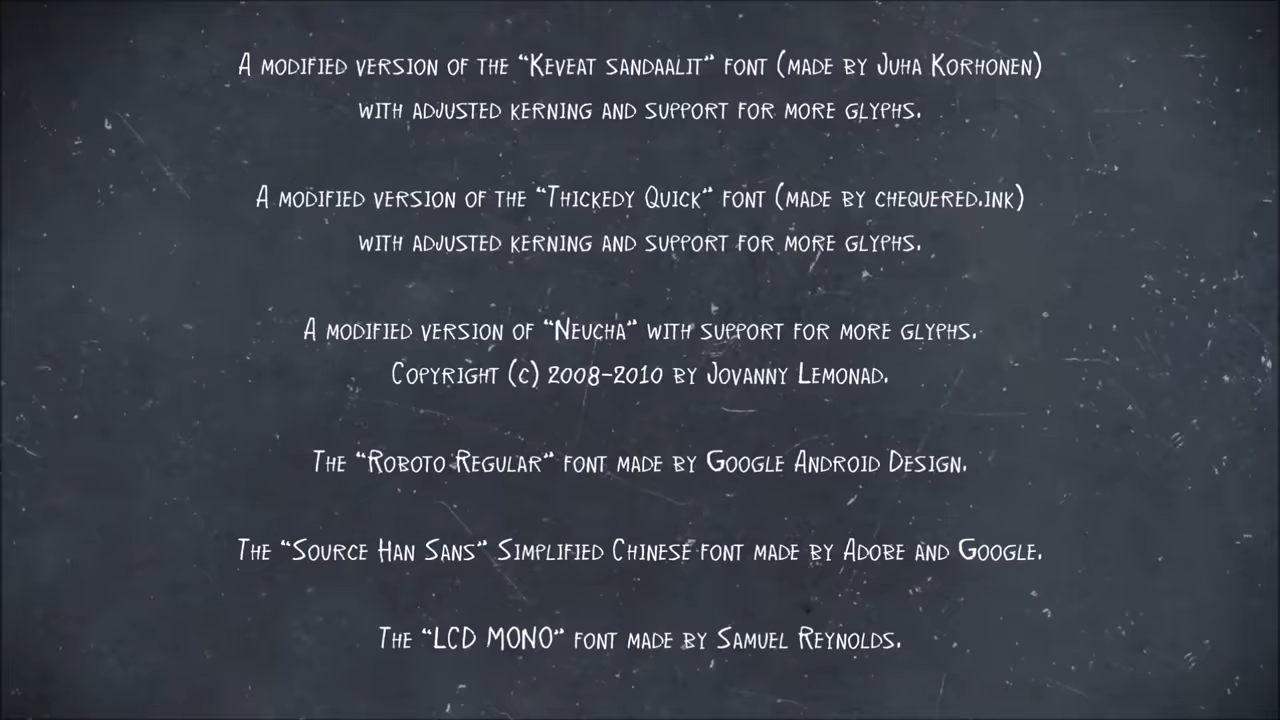 A modified version of the “Keveat sandaalit” font (made by Juha Korhonen)
with adjusted kerning and support for more glyphs.
A modified version of the “Thickedy Quick” font (made by chequered.ink)
with adjusted kerning and support for more glyphs.
A modified version of “Neucha” with support for more glyphs.
Copyright (c) 2008-2010 by Jovanny Lemonad.
The “Roboto Regular” font made by Google Android Design.
The “Source Han Sans” Simplified Chinese font made by Adobe and Google.
The “LCD MONO” font made by Samuel Reynolds.